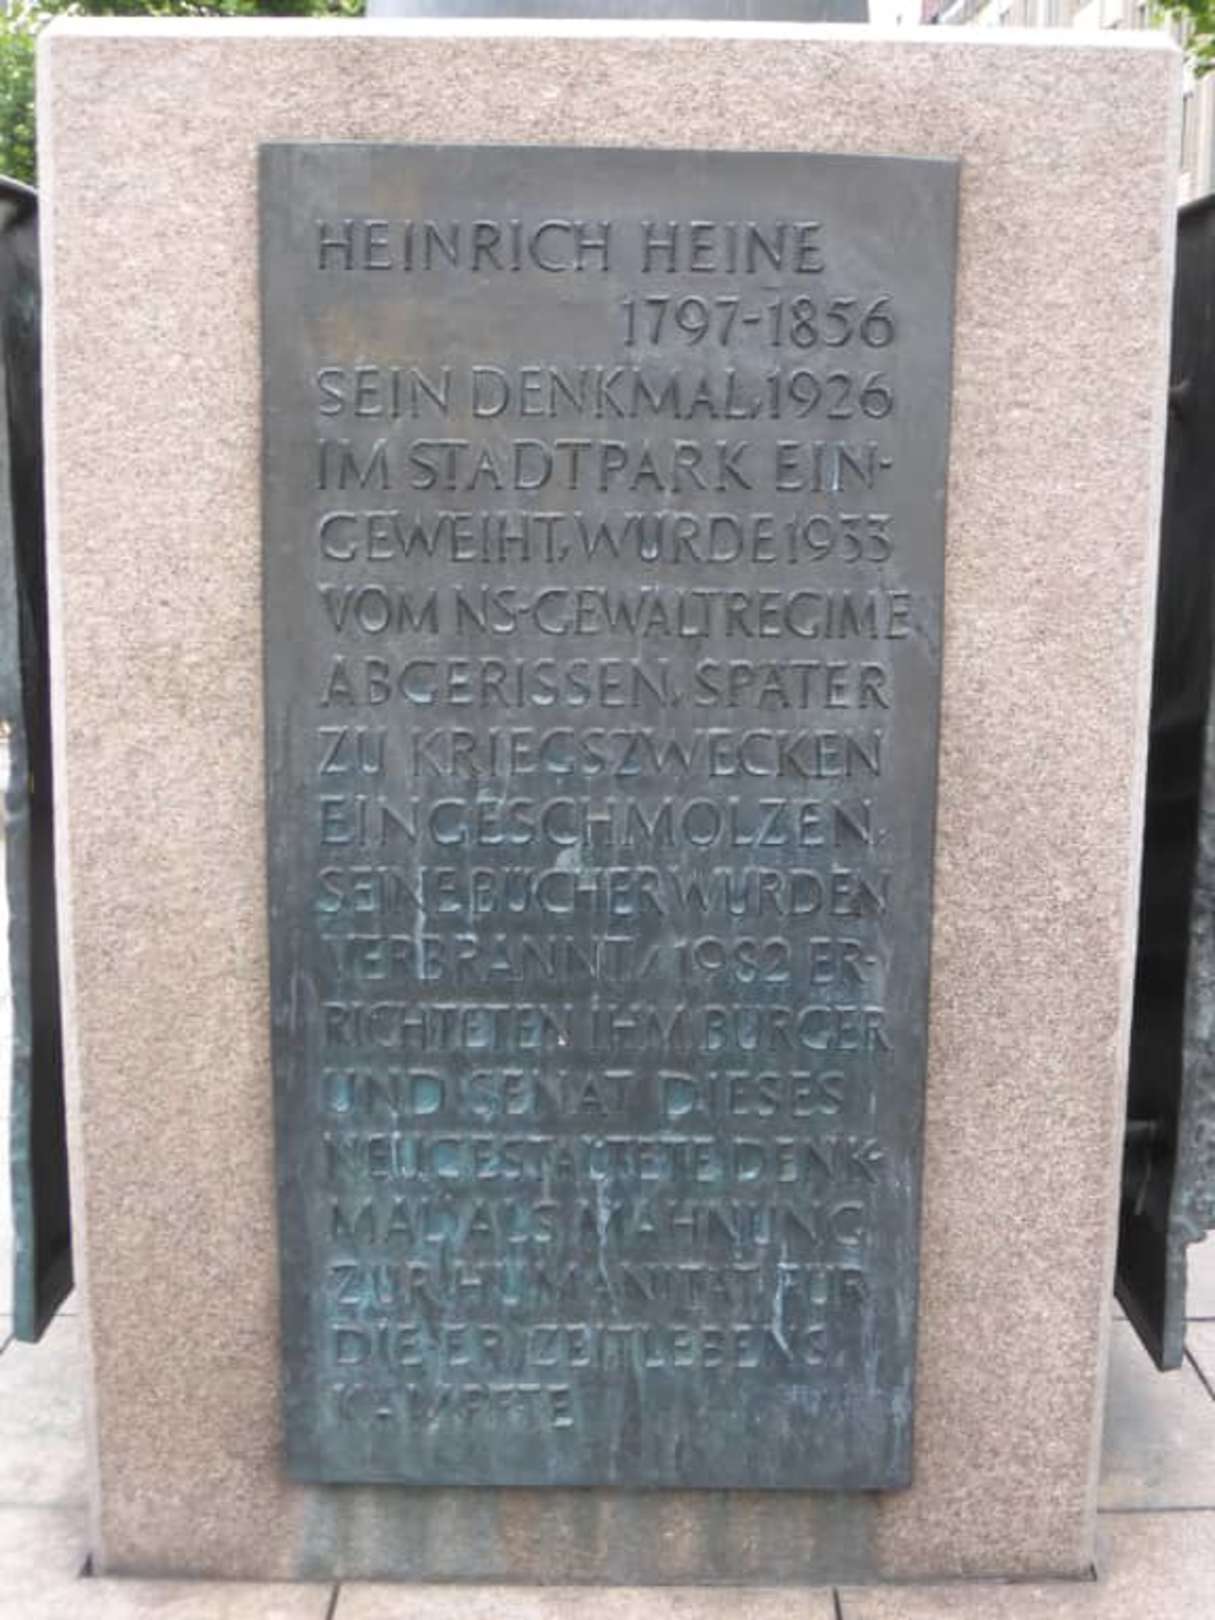 HEINRICH HEINE
1797-1856
SEIN DENKMAL, 1926
IM STADTPARK EIN-
GEWEIHT, WURDE 1933
VOM NS-GEWALTREGIME
ABGERISSEN, SPÄTER
ZU KRIEGSZWECKEN
EINGESCHMOLZEN.
SEINE BÜCHER WURDEN
VERBRANNT. 1982 ER-
RICHTETEN IHM BÜRGER
UND SENAT DIESES
NEUGESTALTETE DENK-
MAL ALS MAHNUNG
ZUR HUMANITÄT, FÜR
DIE ER ZEITLEBENS
KÄMPFTE